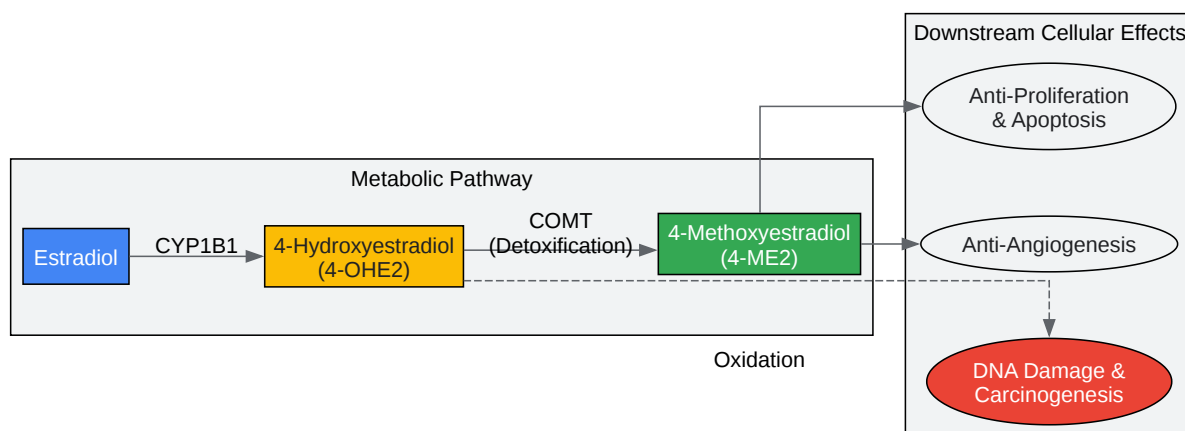 Downstream Cellular Effects
Anti-Proliferation
& Apoptosis
Metabolic Pathway
Estradiol
CYP1B1
4-Hydroxyestradiol
(4-OHE2)
COMT
(Detoxification)
4-Methoxyestradiol
(4-ME2)
Anti-Angiogenesis
Oxidation
DNA Damage &
Carcinogenesis